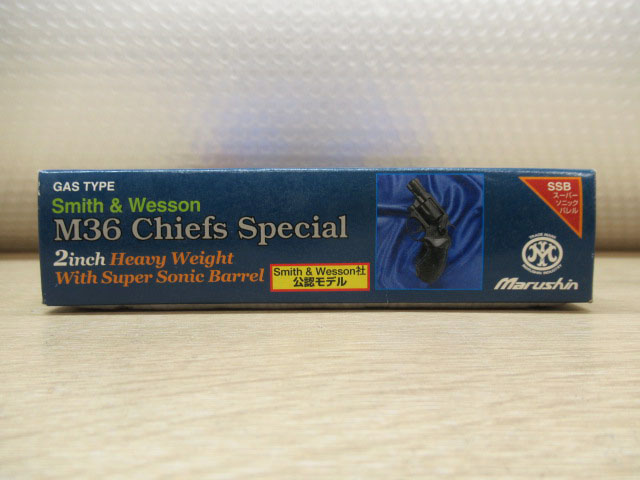 GAS TYPE
Smith & Wesson
M36 Chiefs Special
2inch Heavy Weight
With Super Sonic Barrel
Smith & Wesson社
公認モデル
SSB
スーパー
ソニック
バレル
Marushin